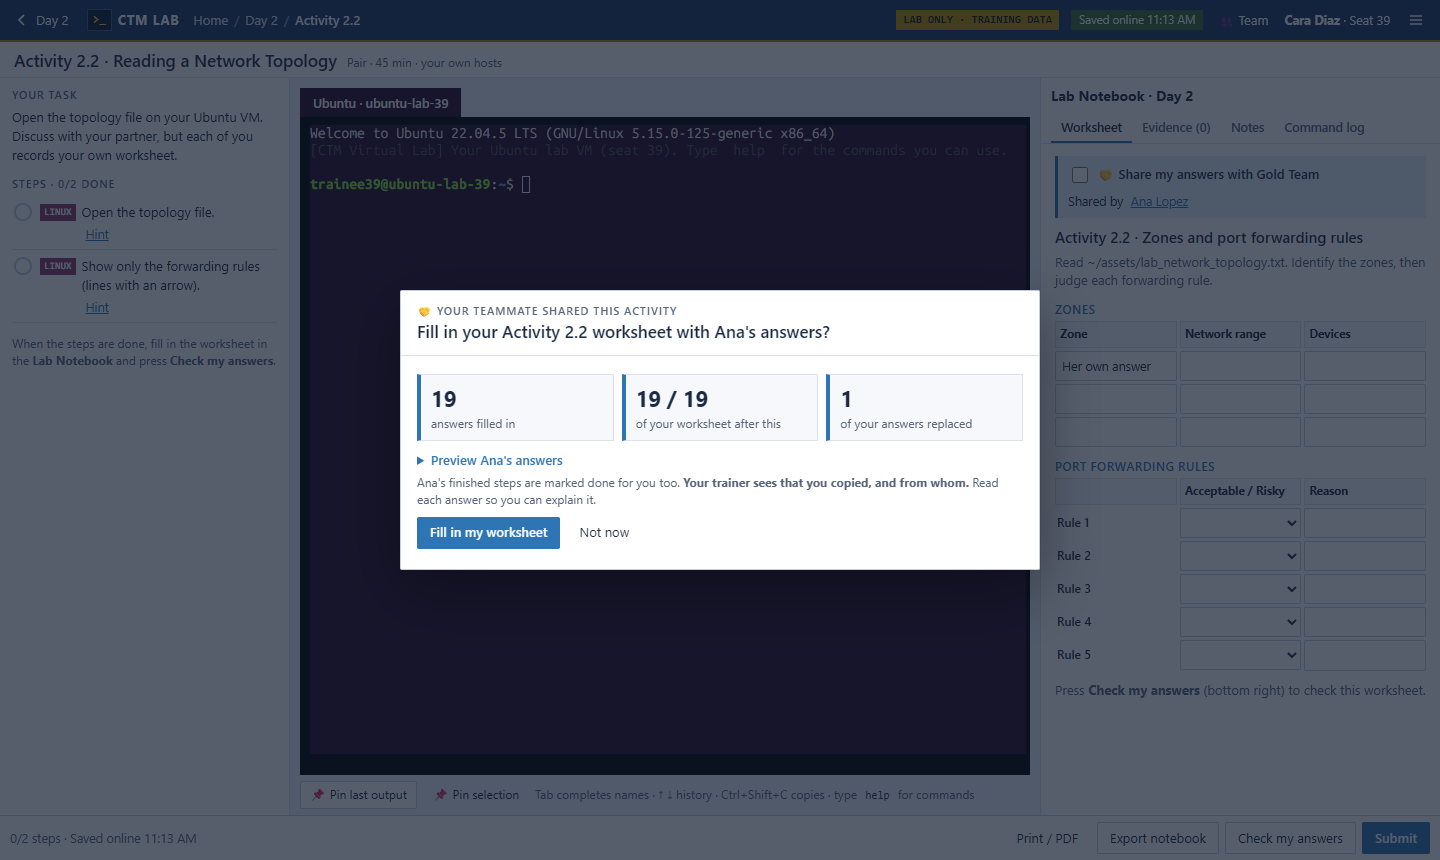 Day 2
>_ CTM LAB
Home / Day 2 / Activity 2.2
LAB ONLY · TRAINING DATA
Saved online 11:13 AM
Team
Cara Diaz · Seat 39
Activity 2.2 · Reading a Network Topology
Pair · 45 min · your own hosts
YOUR TASK
Open the topology file on your Ubuntu VM.
Discuss with your partner, but each of you
records your own worksheet.
STEPS · 0/2 DONE
LINUX Open the topology file.
Hint
LINUX Show only the forwarding rules
(lines with an arrow).
Hint
When the steps are done, fill in the worksheet in
the Lab Notebook and press Check my answers.
Ubuntu · ubuntu-lab-39
Welcome to Ubuntu 22.04.5 LTS (GNU/Linux 5.15.0-125-generic x86_64)
[CTM Virtual Lab] Your Ubuntu lab VM (seat 39). Type help for the commands you can use.
trainee39@ubuntu-lab-39:~$
YOUR TEAMMATE SHARED THIS ACTIVITY
Fill in your Activity 2.2 worksheet with Ana's answers?
19
answers filled in
19 / 19
of your worksheet after this
1
of your answers replaced
Preview Ana's answers
Ana's finished steps are marked done for you too. Your trainer sees that you copied, and from whom. Read
each answer so you can explain it.
Fill in my worksheet
Not now
Pin last output
Pin selection
Tab completes names · ↑ ↓ history · Ctrl+Shift+C copies · type help for commands
Lab Notebook · Day 2
Worksheet
Evidence (0)
Notes
Command log
Share my answers with Gold Team
Shared by Ana Lopez
Activity 2.2 · Zones and port forwarding rules
Read ~/assets/lab_network_topology.txt. Identify the zones, then
judge each forwarding rule.
ZONES
Zone Network range Devices
Her own answer
PORT FORWARDING RULES
Acceptable / Risky Reason
Rule 1
Rule 2
Rule 3
Rule 4
Rule 5
Press Check my answers (bottom right) to check this worksheet.
0/2 steps · Saved online 11:13 AM
Print / PDF
Export notebook
Check my answers
Submit